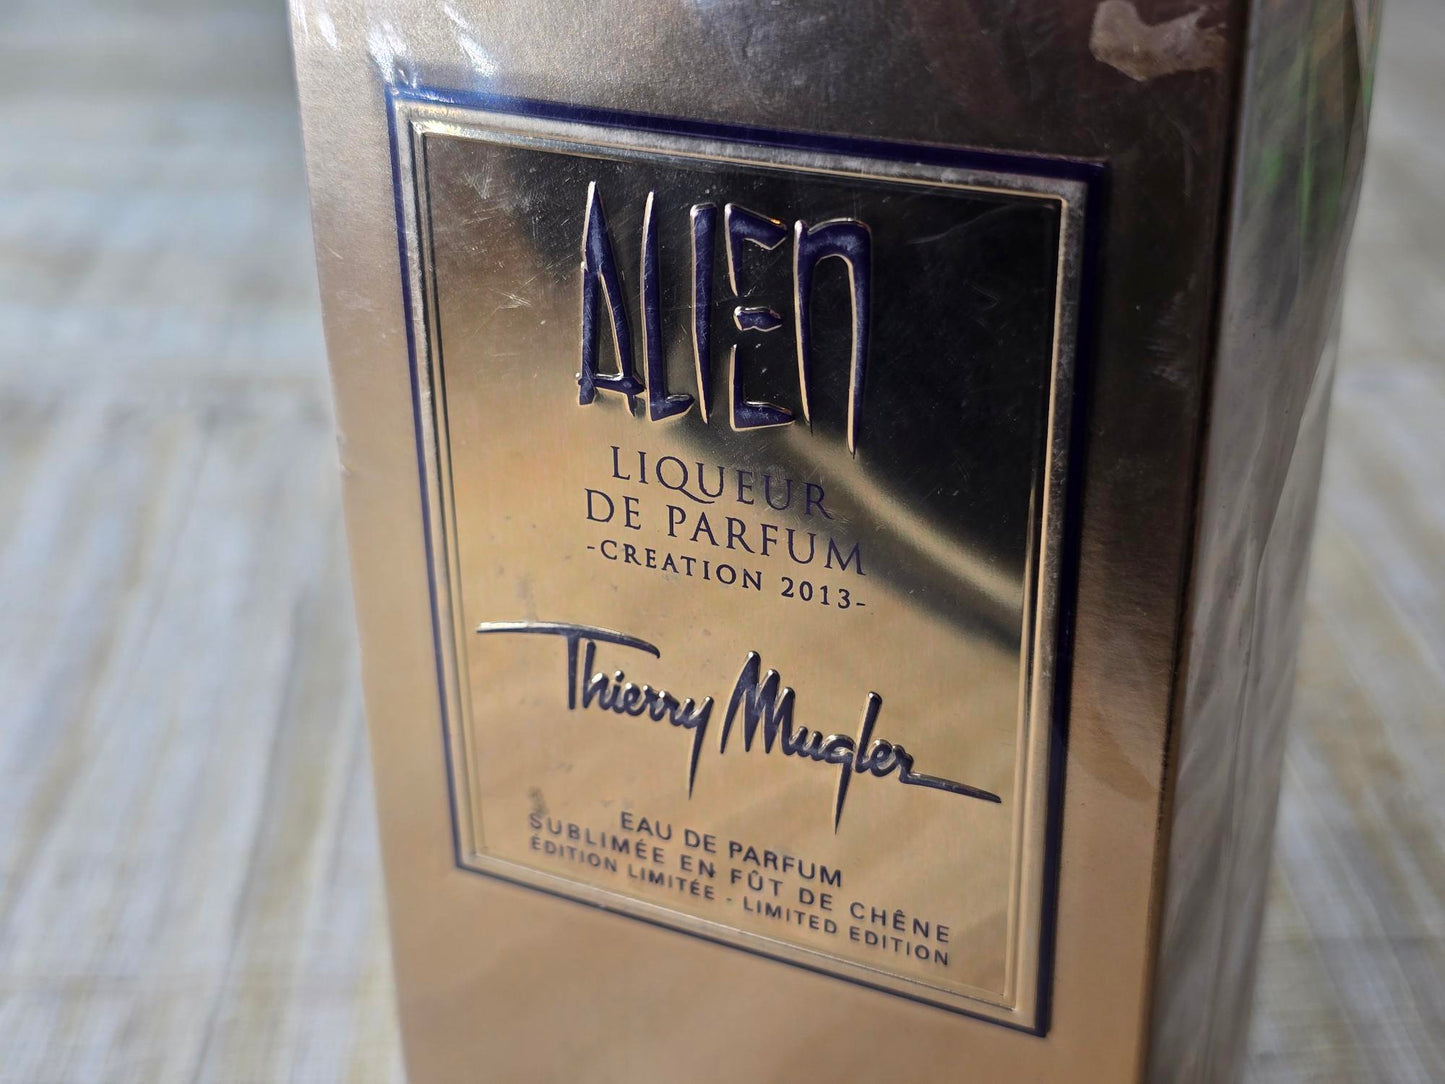 ALIEN
LIQUEUR
DE PARFUM
-CREATION 2013-
Thierry Mugler
EAU DE PARFUM
SUBLIMÉE EN FÛT DE CHÊNE
ÉDITION LIMITÉE - LIMITED EDITION